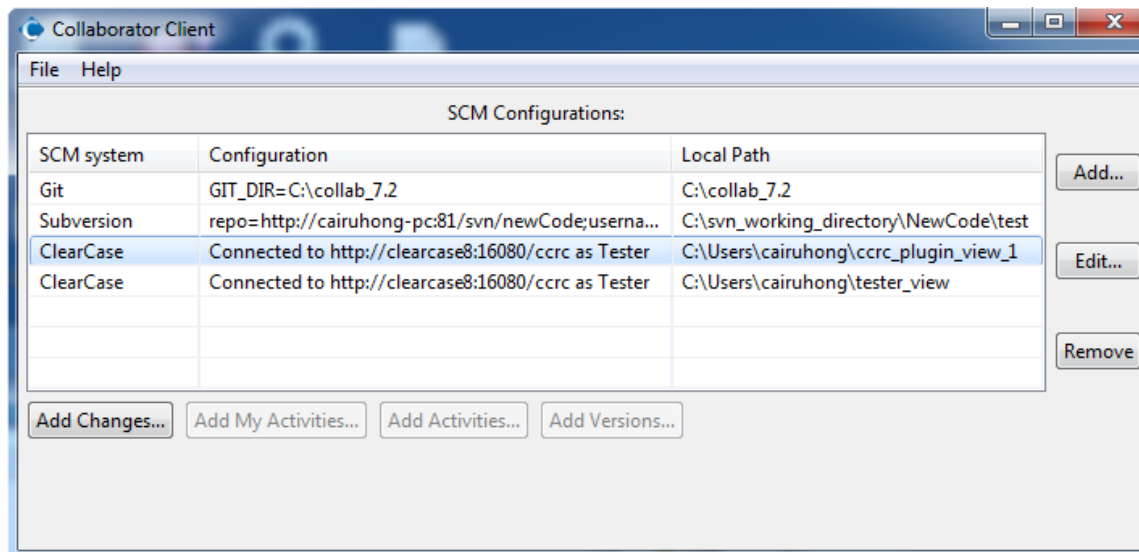 Collaborator Client
File Help
SCM Configurations:
SCM system Configuration Local Path
Git GIT_DIR=C:\collab_7.2 C:\collab_7.2
Subversion repo=http://cairuhong-pc:81/svn/newCode;userna... C:\svn_working_directory\NewCode\test
ClearCase Connected to http://clearcase8:16080/ccrc as Tester C:\Users\cairuhong\ccrc_plugin_view_1
ClearCase Connected to http://clearcase8:16080/ccrc as Tester C:\Users\cairuhong\tester_view
Add...
Edit...
Remove
Add Changes... Add My Activities... Add Activities... Add Versions...